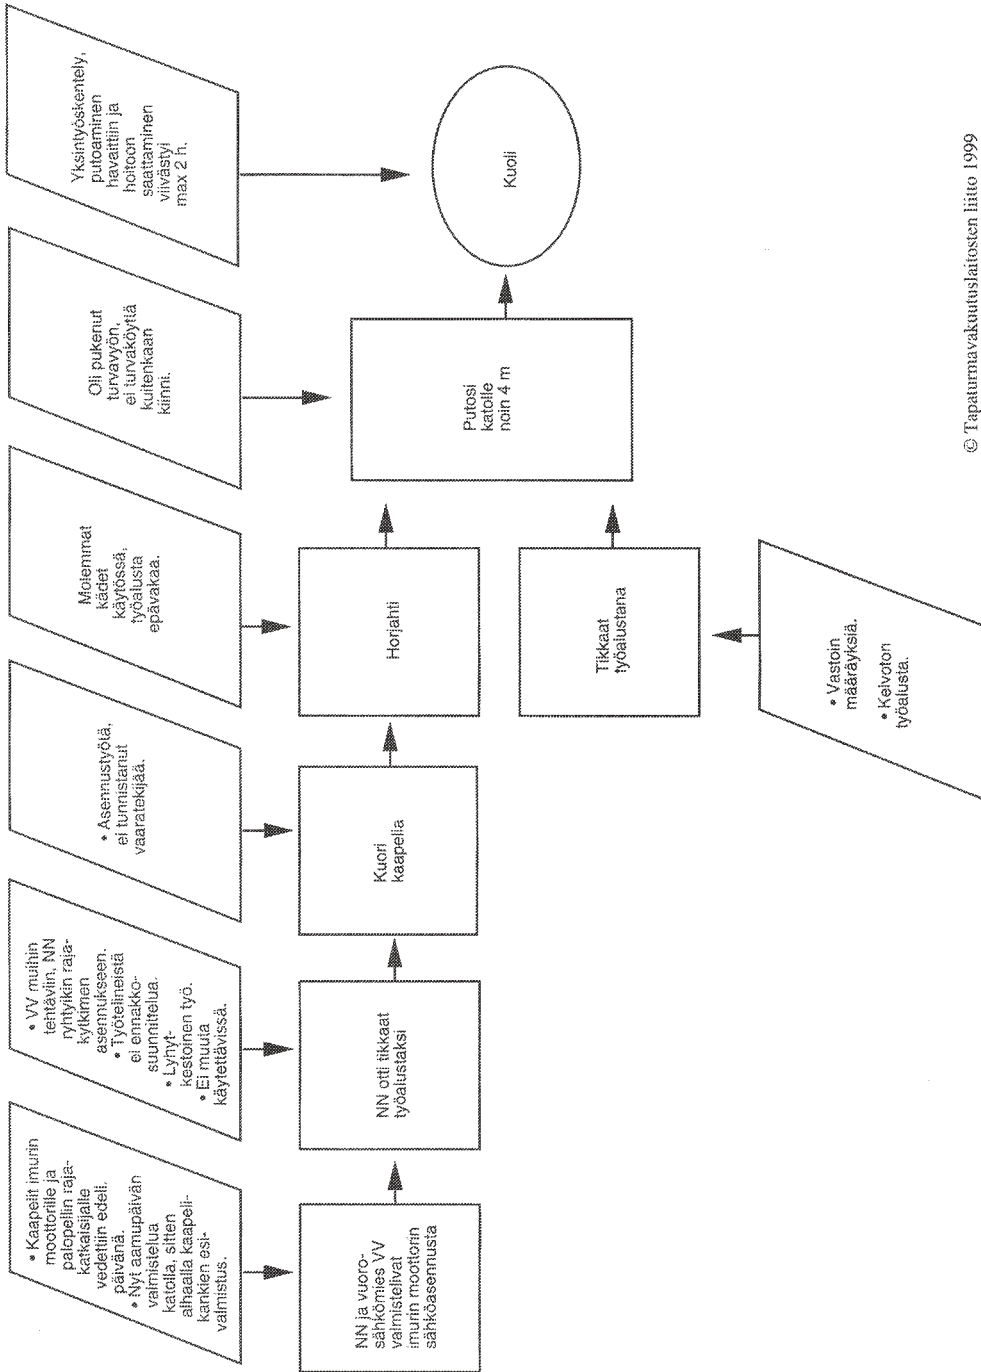 • Kaapelit imurin
moottorille ja
palopellin raja-
katkaisijalle
vedettiin edell.
päivänä.
• Nyt aamupäivän
valmistelua
katolla, sitten
alhaalla kaapeli-
kankien esi-
valmistus.
• VV muihin
tehtäviin, NN
ryhtyikin raja-
kytkimen
asennukseen.
• Työtelineistä
ei ennakko-
suunnittelua.
• Lyhyt-
kestoinen työ.
• Ei muuta
käytettävissä.
• Asennustyötä,
ei tunnistanut
vaaratekijää.
Molemmat
kädet
käytössä,
työalusta
epävakaa.
Oli pukenut
turvavyön,
ei turvaköyttä
kuitenkaan
kiinni.
Yksintyöskentely,
putoaminen
havaittiin ja
hoitoon
saattaminen
viivästyi
max 2 h.
NN ja vuoro-
sähkömies VV
valmistelivat
imurin moottorin
sähköasennusta
NN otti tikkaat
työalustaksi
Kuori
kaapelia
Horjahti
Putosi
katolle
noin 4 m
Kuoli
Tikkaat
työalustana
• Vastoin
määräyksiä.
• Kelvoton
työalusta.
© Tapaturmavakuutuslaitosten liitto 1999